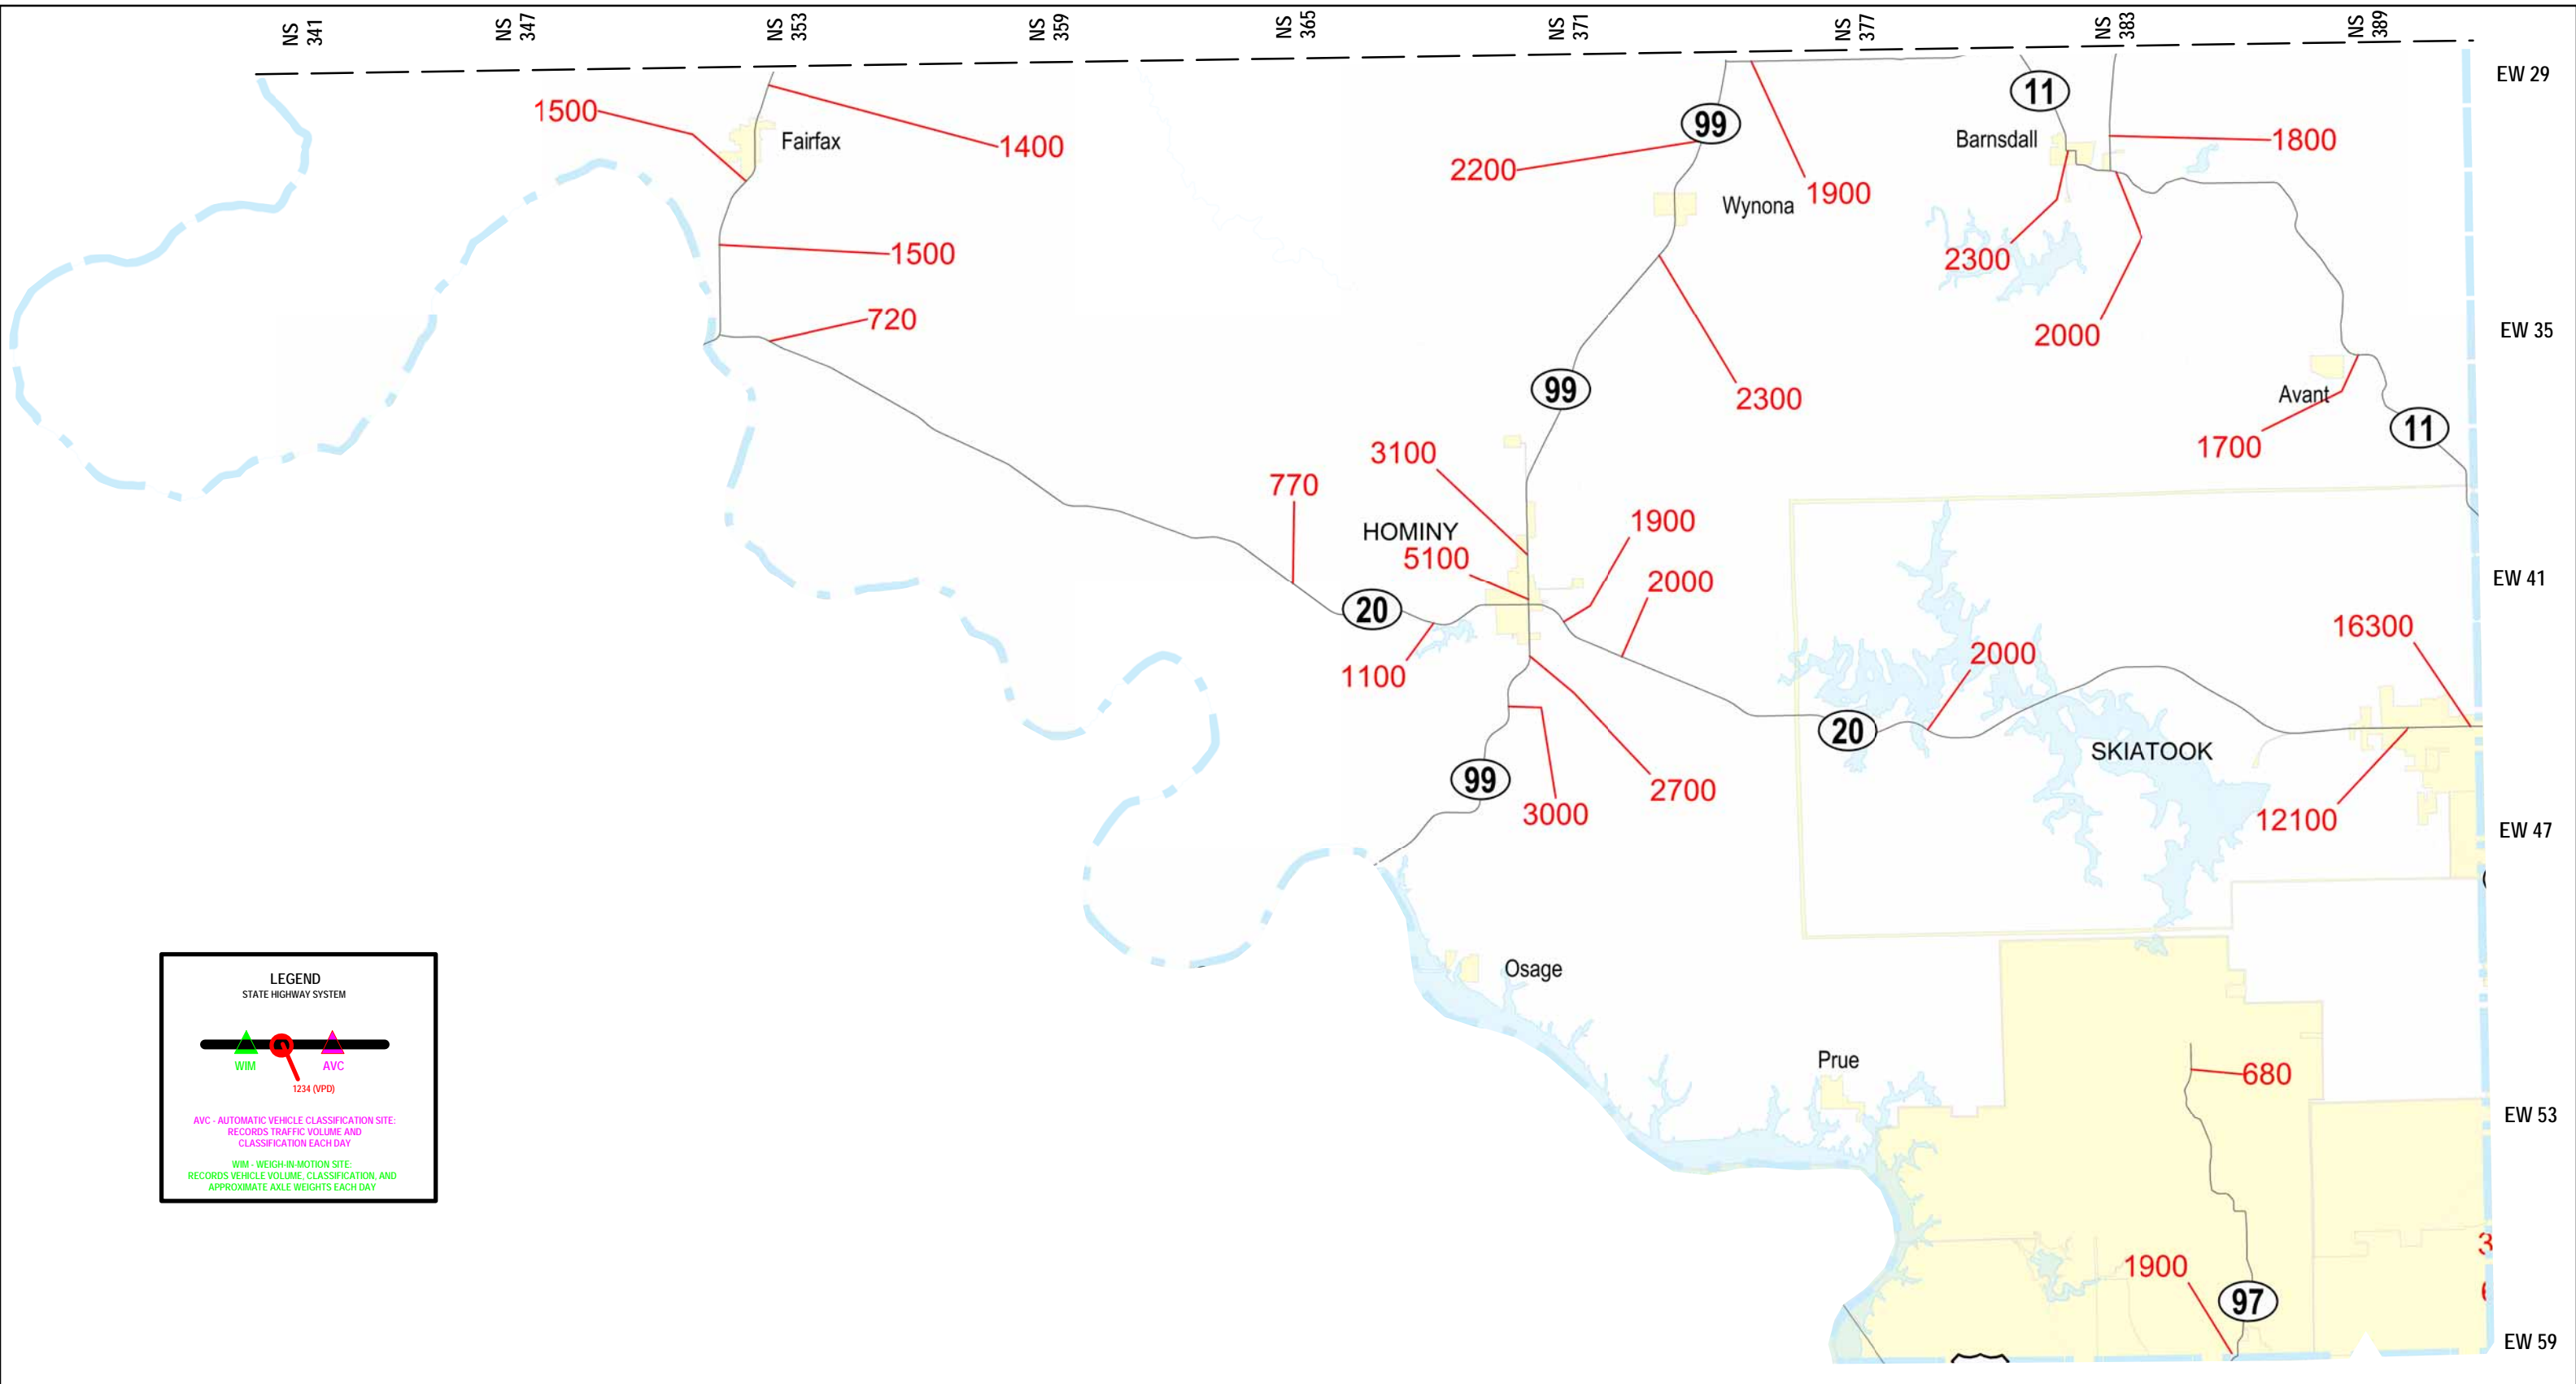 NS 341
NS 347
NS 353
NS 359
NS 365
NS 371
NS 377
NS 383
NS 389
EW 29
EW 35
EW 41
EW 47
EW 53
EW 59
1500
Fairfax
1400
1500
720
99
2200
1900
Wynona
2300
99
11
Barnsdall
1800
2300
2000
Avant
1700
11
3100
770
HOMINY
5100
1900
2000
20
1100
2700
3000
99
2000
20
16300
SKIATOOK
12100
Osage
Prue
680
1900
97
3
LEGEND
STATE HIGHWAY SYSTEM
WIM
AVC
1234 (VPD)
AVC - AUTOMATIC VEHICLE CLASSIFICATION SITE:
RECORDS TRAFFIC VOLUME AND
CLASSIFICATION EACH DAY
WIM - WEIGH-IN-MOTION SITE:
RECORDS VEHICLE VOLUME, CLASSIFICATION, AND
APPROXIMATE AXLE WEIGHTS EACH DAY